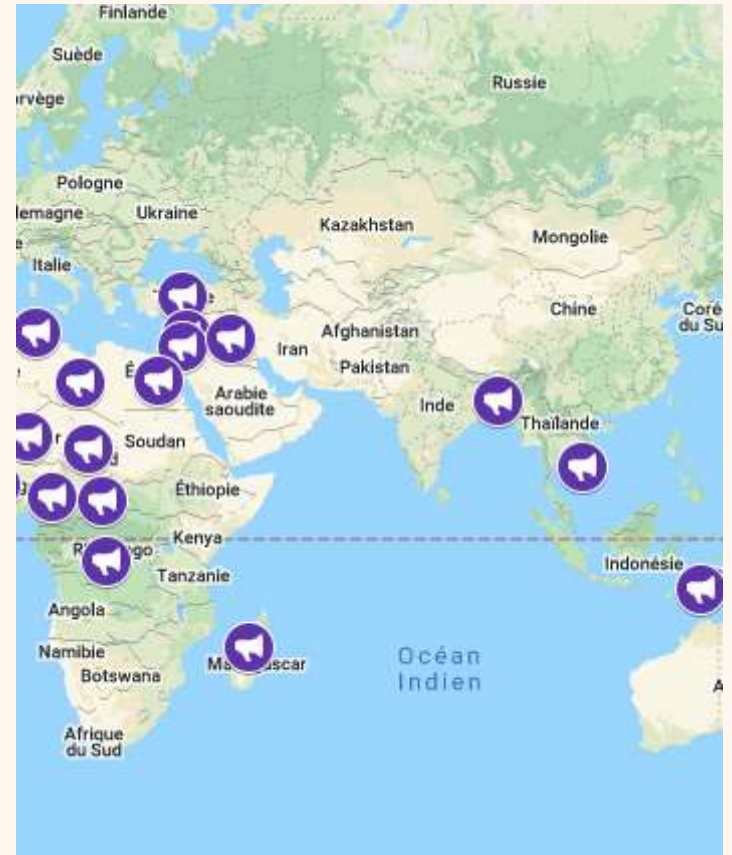 Finlande
Suède
rvège
Russie
Pologne
lemagne
Ukraine
Kazakhstan
Mongolie
Italie
Chine
Coré
du Su
Afghanistan
Iran
Pakistan
Arabie
saoudite
Inde
Thaïlande
Soudan
Éthiopie
Kenya
Indonésie
Tanzanie
Angola
Namibie
Botswana
Océan
Indien
Afrique
du Sud